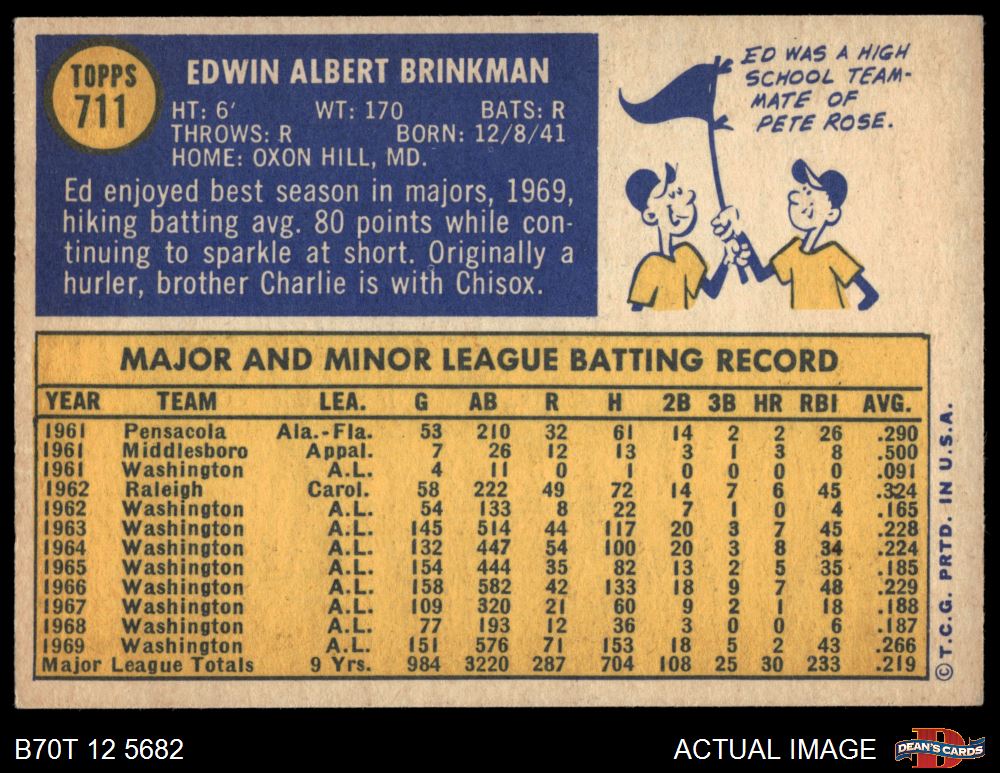 TOPPS
711
EDWIN ALBERT BRINKMAN
HT: 6' WT: 170 BATS: R
THROWS: R BORN: 12/8/41
HOME: OXON HILL, MD.
Ed enjoyed best season in majors, 1969,
hiking batting avg. 80 points while con-
tinuing to sparkle at short. Originally a
hurler, brother Charlie is with Chisox.
ED WAS A HIGH
SCHOOL TEAM-
MATE OF
PETE ROSE.
MAJOR AND MINOR LEAGUE BATTING RECORD
YEAR TEAM LEA. G AB R H 2B 3B HR RBI AVG.
1961 Pensacola Ala.-Fla. 53 210 32 61 14 2 2 26 .290
1961 Middlesboro Appal. 7 26 12 13 3 1 3 8 .500
1961 Washington A.L. 4 11 0 1 0 0 0 0 .091
1962 Raleigh Carol. 58 222 49 72 14 7 6 45 .324
1962 Washington A.L. 54 133 8 22 7 1 0 4 .165
1963 Washington A.L. 145 514 44 117 20 3 7 45 .228
1964 Washington A.L. 132 447 54 100 20 3 8 34 .224
1965 Washington A.L. 154 444 35 82 13 2 5 35 .185
1966 Washington A.L. 158 582 42 133 18 9 7 48 .229
1967 Washington A.L. 109 320 21 60 9 2 1 18 .188
1968 Washington A.L. 77 193 12 36 3 0 0 6 .187
1969 Washington A.L. 151 576 71 153 18 5 2 43 .266
Major League Totals 9 Yrs. 984 3220 287 704 108 25 30 233 .219
© T.C.G. PRTD. IN U.S.A.
B70T 12 5682
ACTUAL IMAGE
D
DEAN'S CARDS